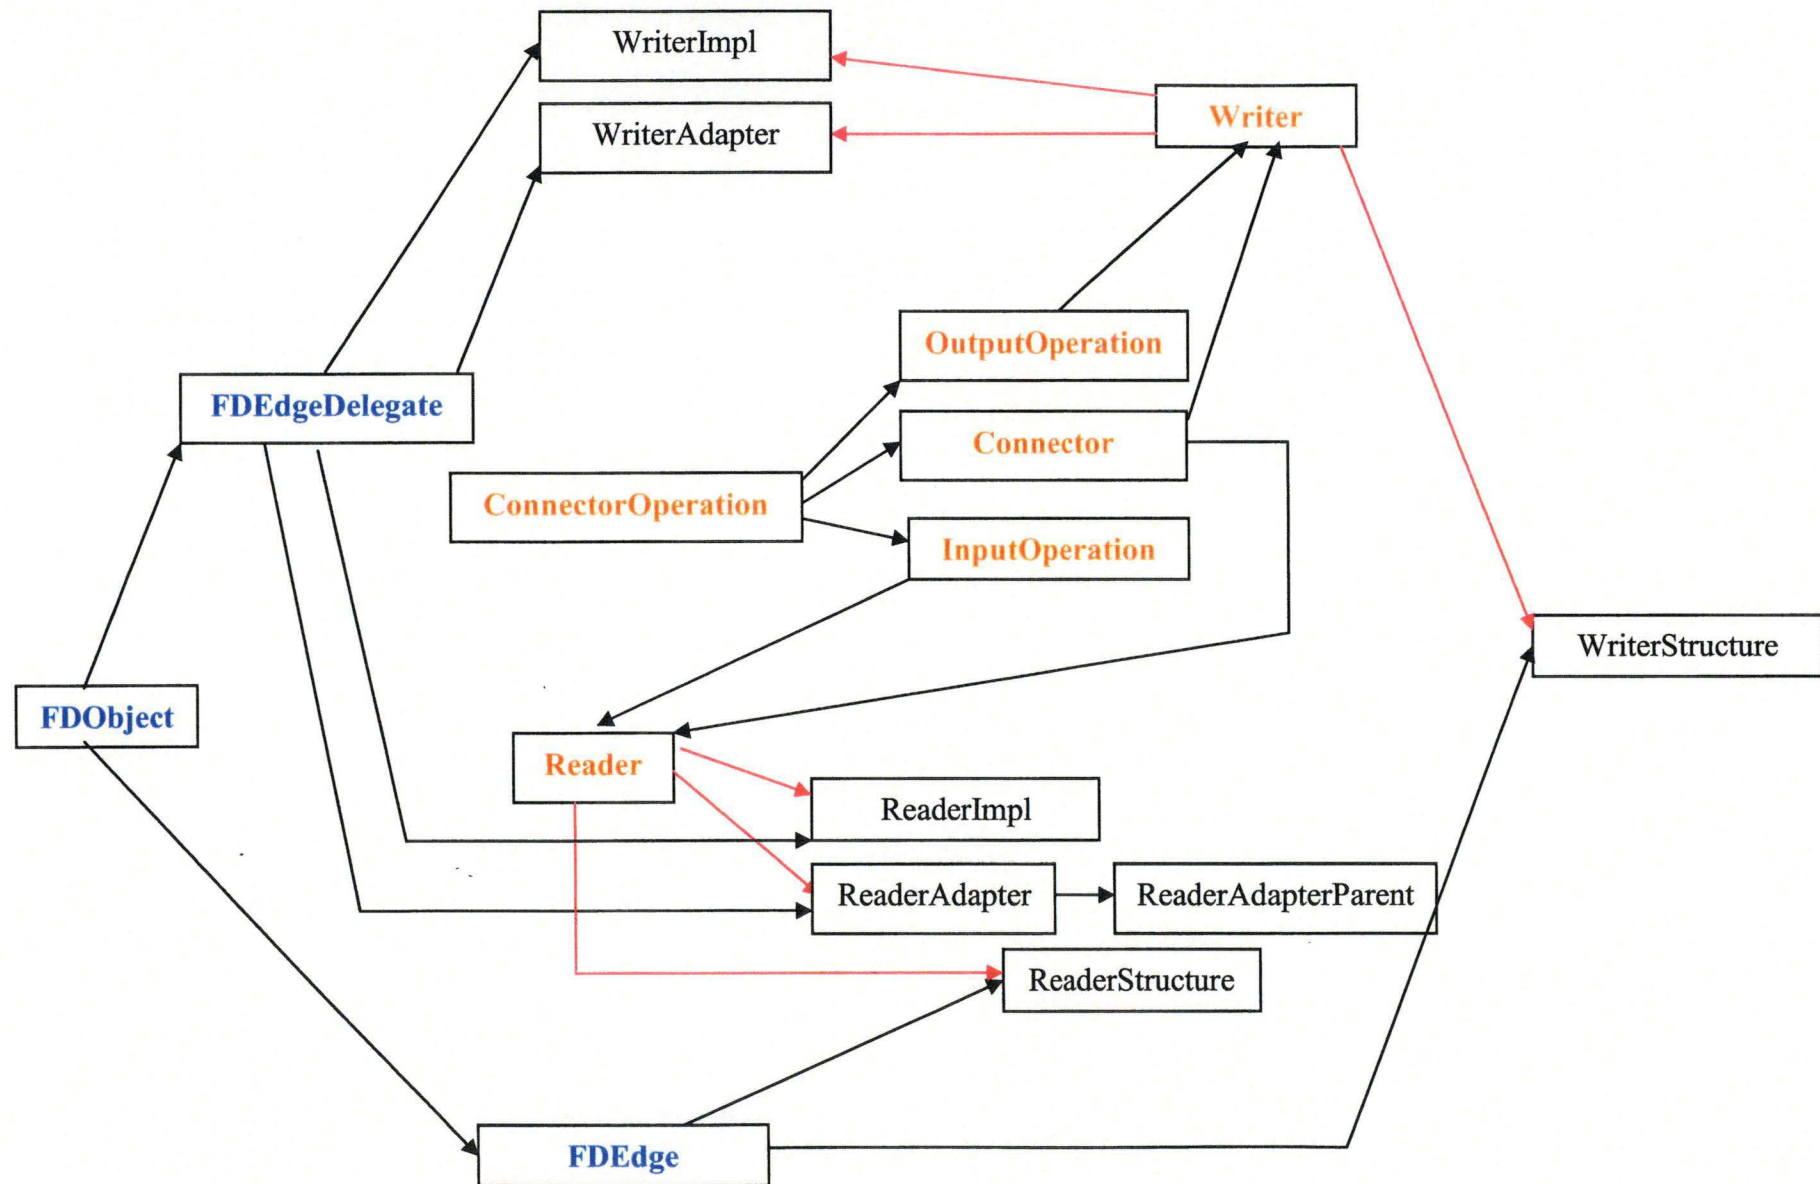 WriterImpl
Writer
WriterAdapter
OutputOperation
FDEdgeDelegate
Connector
ConnectorOperation
InputOperation
WriterStructure
FDObject
Reader
ReaderImpl
ReaderAdapter
ReaderAdapterParent
ReaderStructure
FDEdge